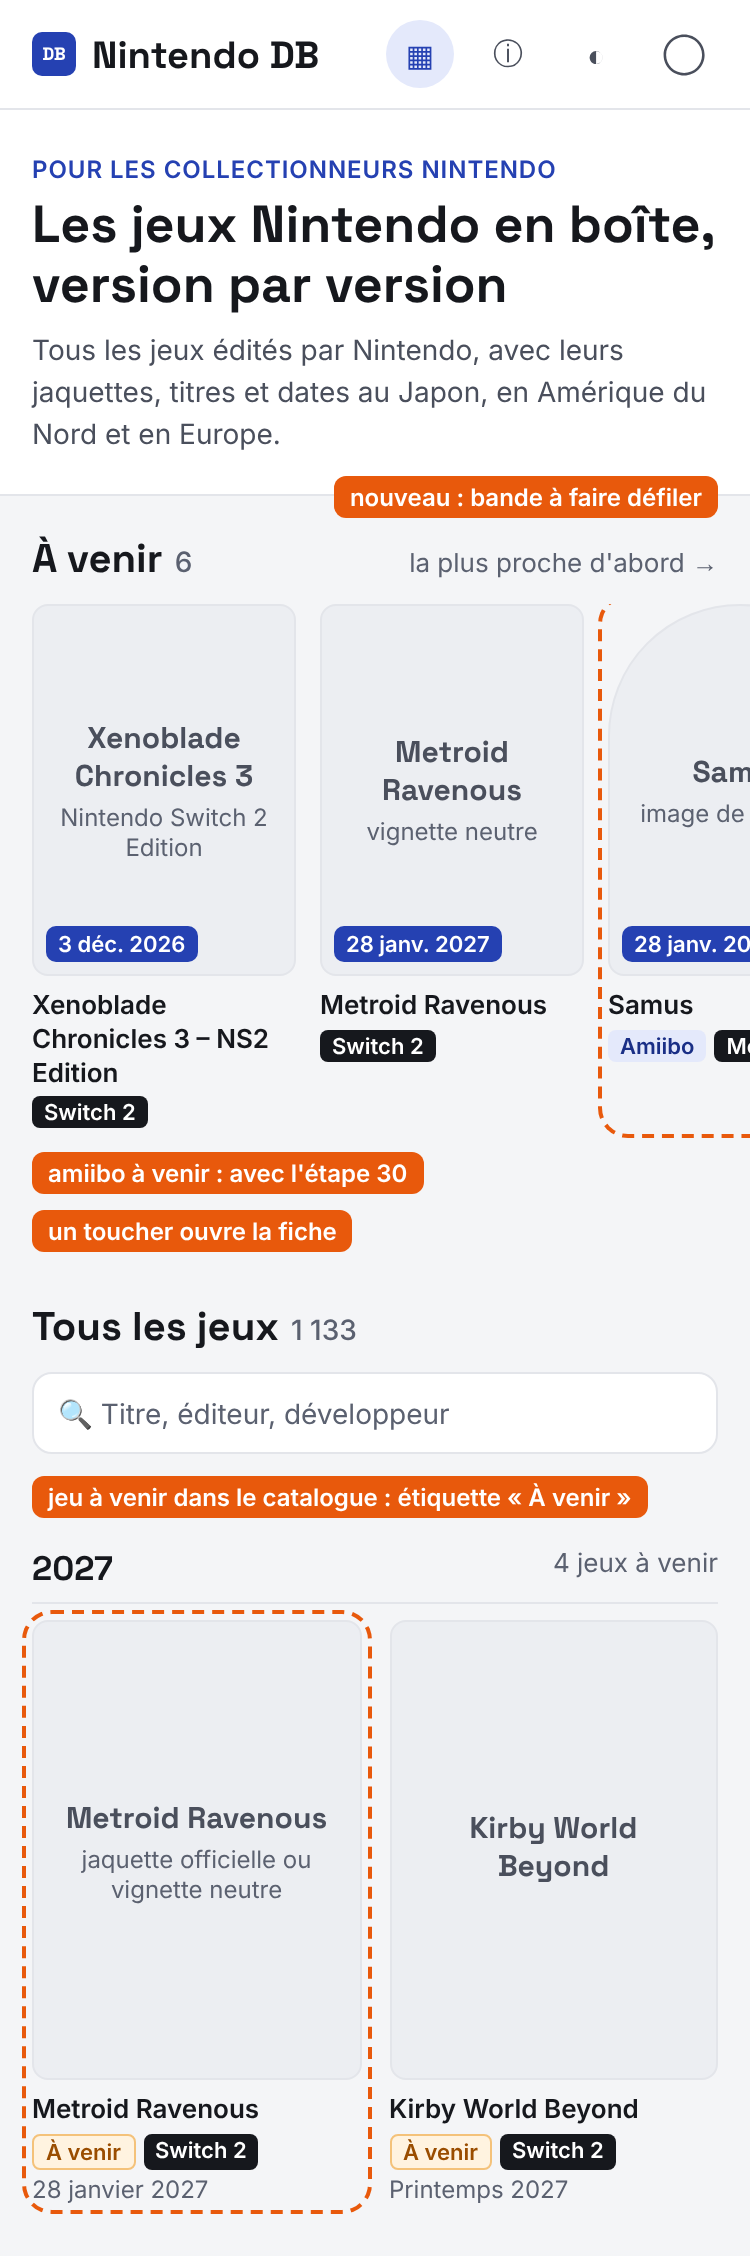 DB Nintendo DB
POUR LES COLLECTIONNEURS NINTENDO
Les jeux Nintendo en boîte,
version par version
Tous les jeux édités par Nintendo, avec leurs
jaquettes, titres et dates au Japon, en Amérique du
Nord et en Europe.
nouveau : bande à faire défiler
À venir 6
la plus proche d'abord →
Xenoblade
Chronicles 3
Nintendo Switch 2
Edition
3 déc. 2026
Xenoblade
Chronicles 3 – NS2
Edition
Switch 2
Metroid
Ravenous
vignette neutre
28 janv. 2027
Metroid Ravenous
Switch 2
Sam
image de
28 janv. 20
Samus
Amiibo
amiibo à venir : avec l'étape 30
un toucher ouvre la fiche
Tous les jeux 1 133
🔍 Titre, éditeur, développeur
jeu à venir dans le catalogue : étiquette « À venir »
2027
4 jeux à venir
Metroid Ravenous
jaquette officielle ou
vignette neutre
Metroid Ravenous
À venir Switch 2
28 janvier 2027
Kirby World
Beyond
Kirby World Beyond
À venir Switch 2
Printemps 2027